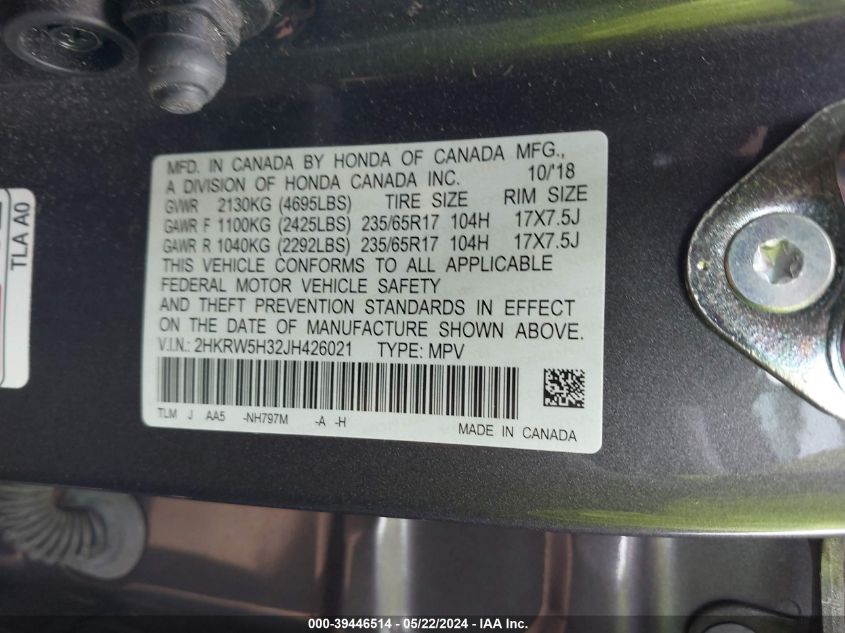 MFD. IN CANADA BY HONDA OF CANADA MFG.,
A DIVISION OF HONDA CANADA INC. 10/'18
GVWR 2130KG (4695LBS) TIRE SIZE RIM SIZE
GAWR F 1100KG (2425LBS) 235/65R17 104H 17X7.5J
GAWR R 1040KG (2292LBS) 235/65R17 104H 17X7.5J
THIS VEHICLE CONFORMS TO ALL APPLICABLE
FEDERAL MOTOR VEHICLE SAFETY
AND THEFT PREVENTION STANDARDS IN EFFECT
ON THE DATE OF MANUFACTURE SHOWN ABOVE.
V.I.N.: 2HKRW5H32JH426021 TYPE: MPV
TLM J AA5 -NH797M -A -H
MADE IN CANADA
TLA A0
000-39446514 - 05/22/2024 - IAA Inc.